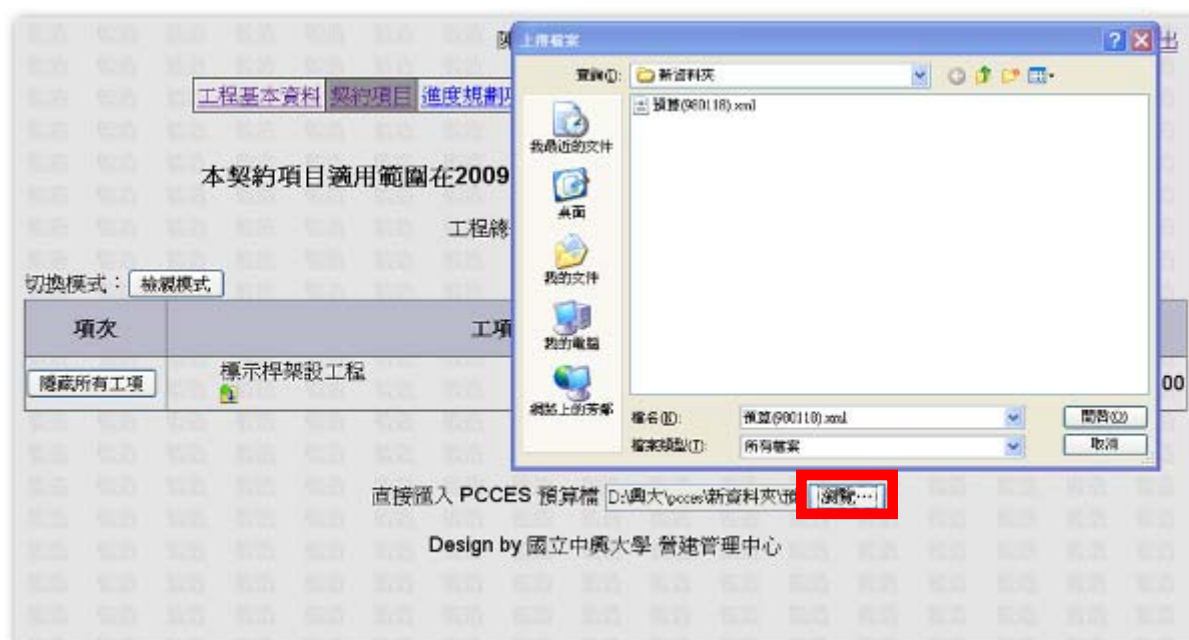 陳
出
工程基本資料 契約項目 進度規劃
本契約項目適用範圍在2009
工程總
切換模式： 檢視模式
項次
工項
隱藏所有工項
標示桿架設工程
00
上傳檔案
查詢(I): 新資料夾
預算(980118).xml
我最近的文件
桌面
我的文件
我的電腦
網路上的芳鄰
檔名(N): 預算(980118).xml 開啟(O)
檔案類型(T): 所有檔案 取消
直接匯入 PCCES 預算檔 D:\興大\pcces\新資料夾\預 瀏覽…
Design by 國立中興大學 營建管理中心